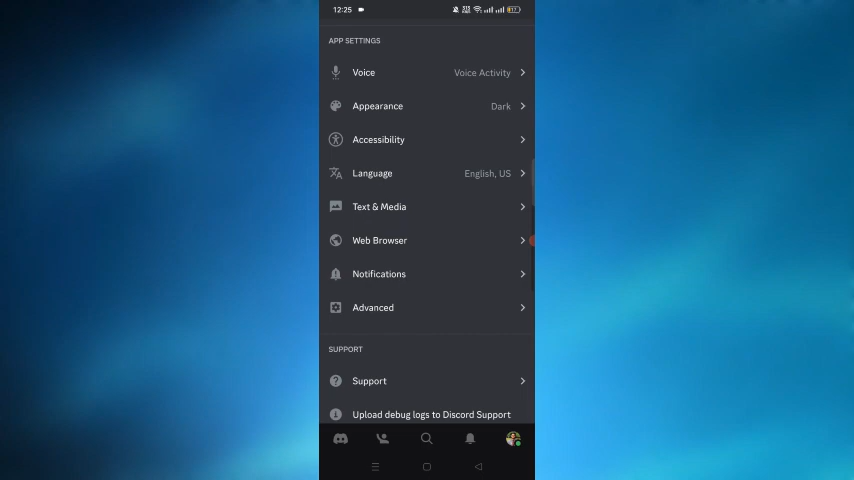 12:25
17
APP SETTINGS
Voice Voice Activity
Appearance Dark
Accessibility
Language English, US
Text & Media
Web Browser
Notifications
Advanced
SUPPORT
Support
Upload debug logs to Discord Support